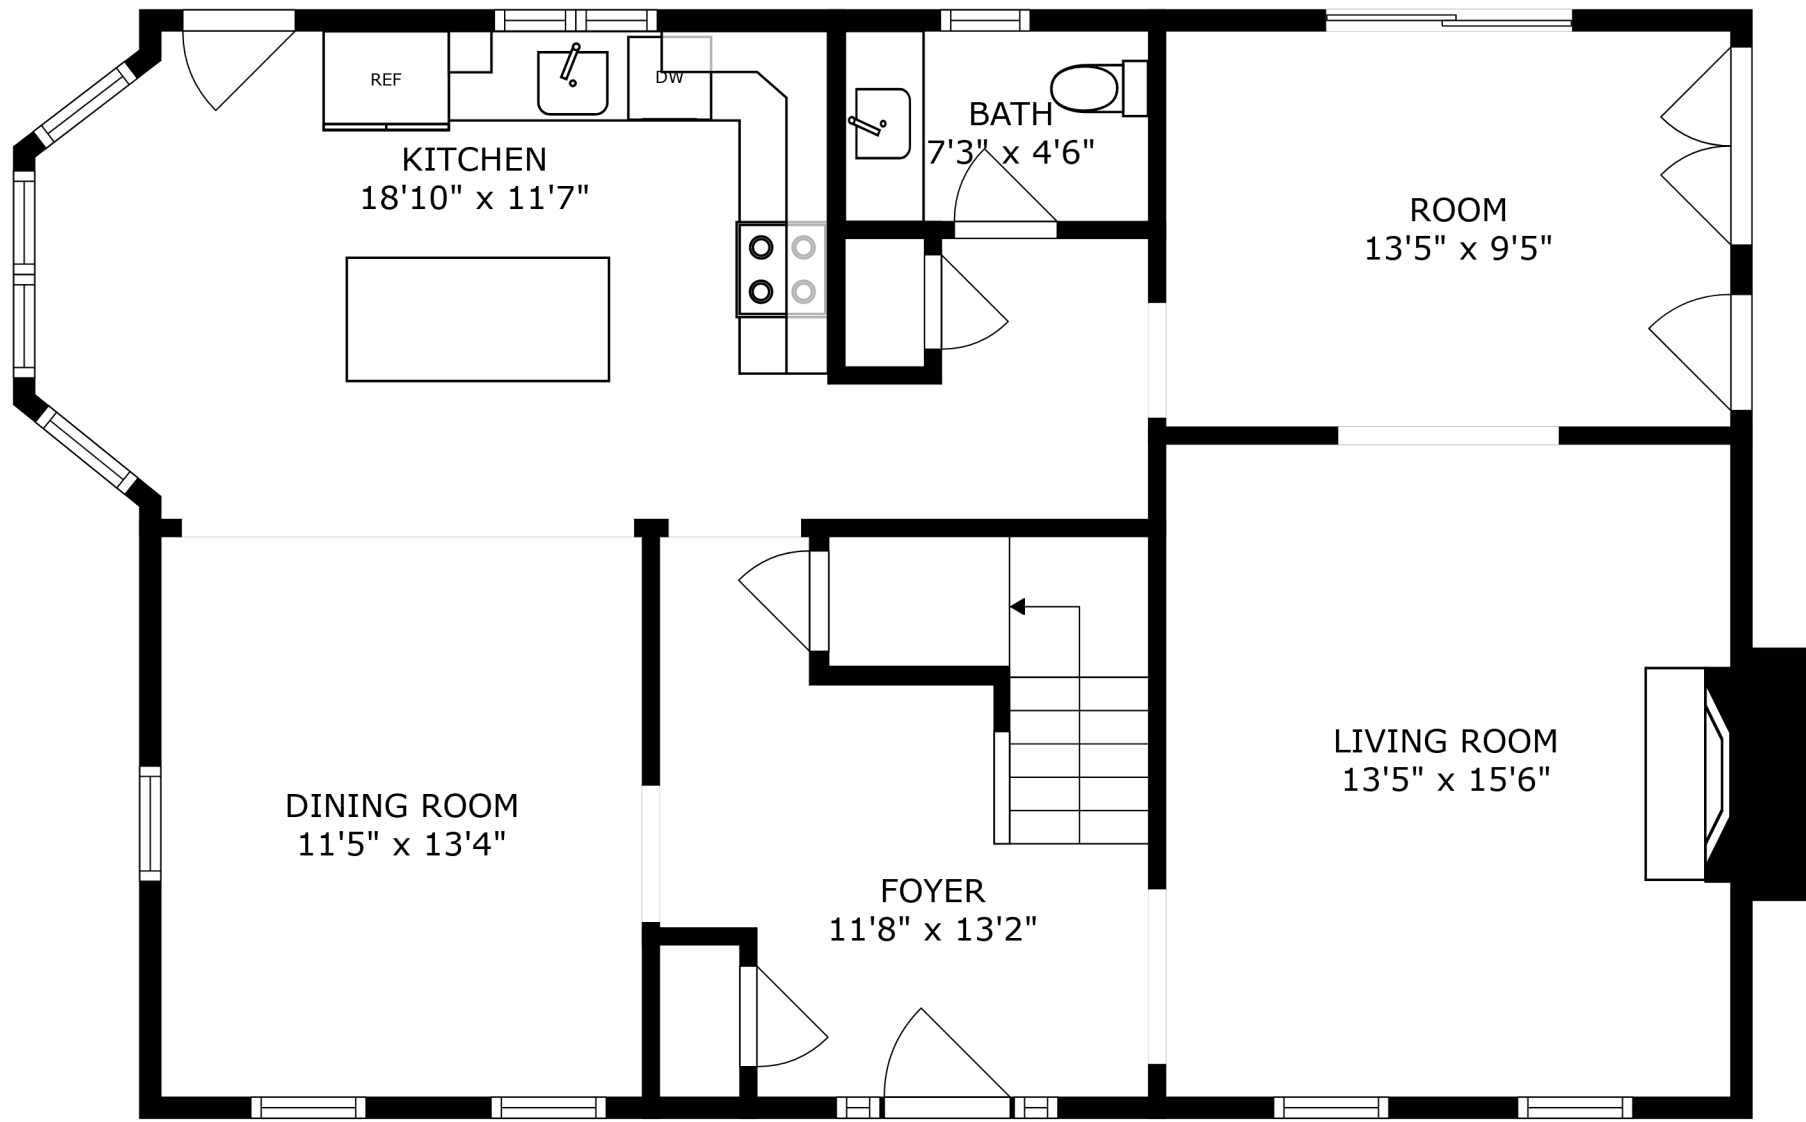 REF
DW
KITCHEN
18'10" x 11'7"
BATH
7'3" x 4'6"
ROOM
13'5" x 9'5"
DINING ROOM
11'5" x 13'4"
FOYER
11'8" x 13'2"
LIVING ROOM
13'5" x 15'6"